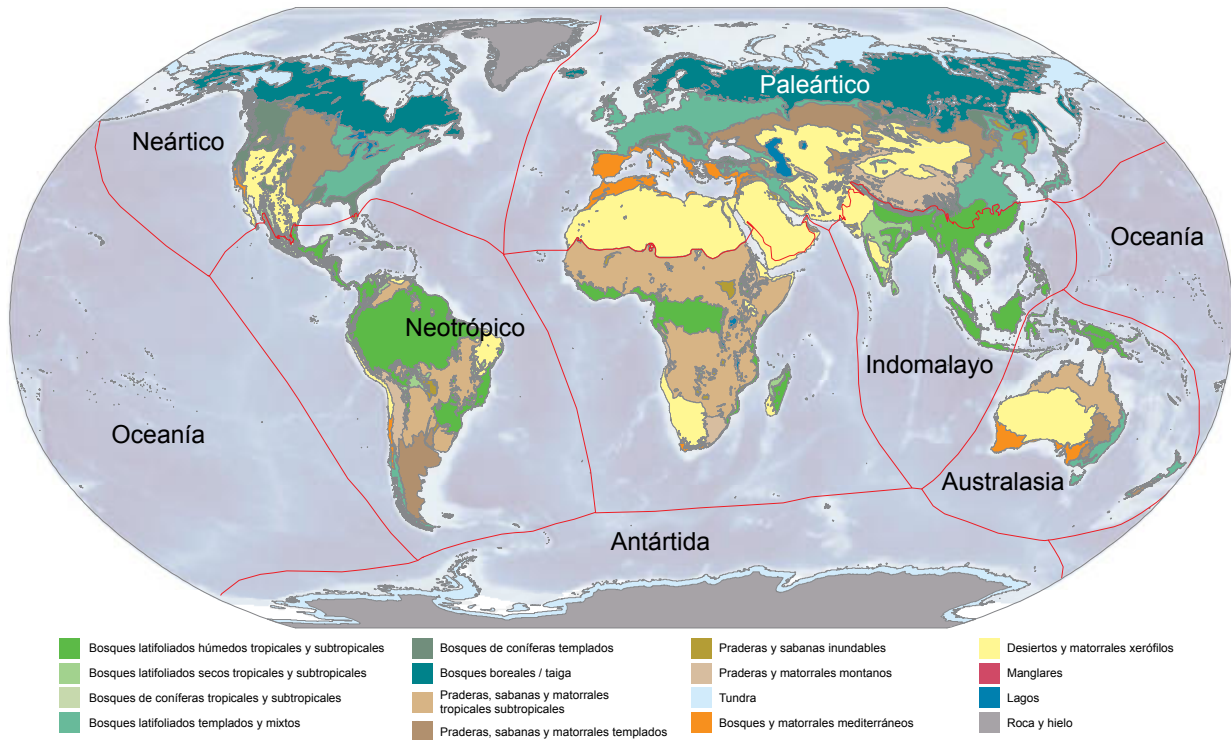 Paleártico
Neártico
Oceanía
Neotrópico
Indomalayo
Oceanía
Australasia
Antártida
Bosques latifoliados húmedos tropicales y subtropicales
Bosques latifoliados secos tropicales y subtropicales
Bosques de coníferas tropicales y subtropicales
Bosques latifoliados templados y mixtos
Bosques de coníferas templados
Bosques boreales / taiga
Praderas, sabanas y matorrales
tropicales subtropicales
Praderas, sabanas y matorrales templados
Praderas y sabanas inundables
Praderas y matorrales montanos
Tundra
Bosques y matorrales mediterráneos
Desiertos y matorrales xerófilos
Manglares
Lagos
Roca y hielo